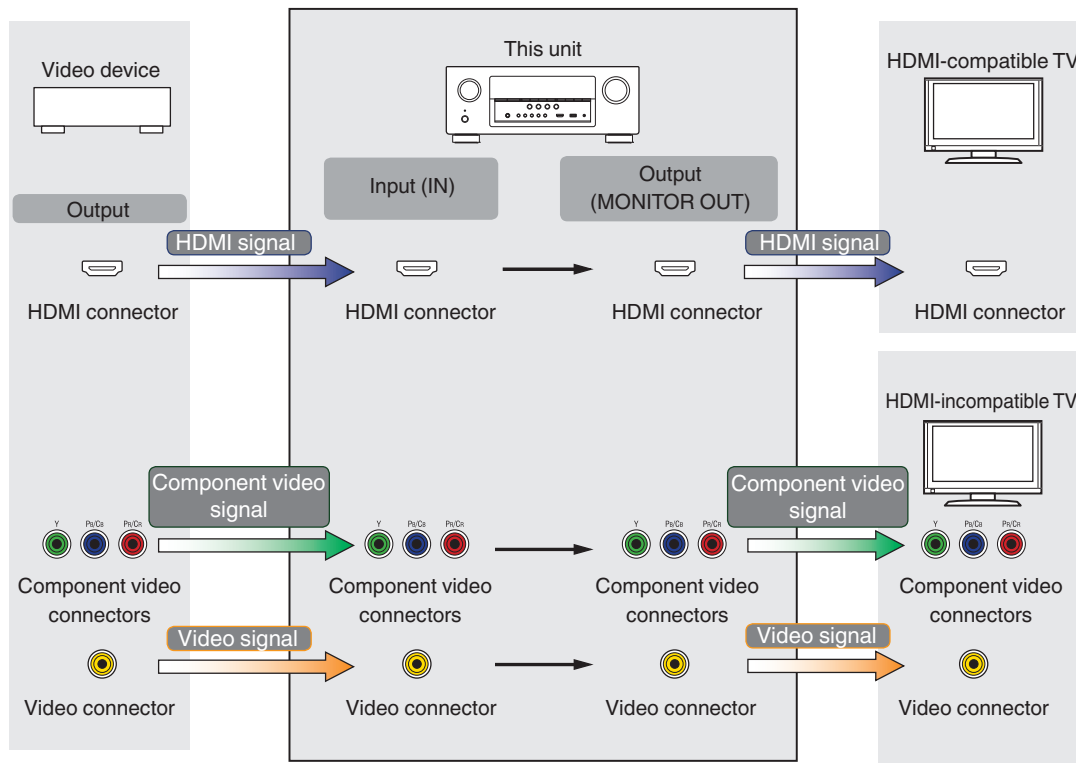 This unit
Video device
HDMI-compatible TV
Input (IN)
Output
(MONITOR OUT)
Output
HDMI signal
HDMI signal
HDMI connector
HDMI connector
HDMI connector
HDMI connector
HDMI-incompatible TV
Component video
signal
Component video
signal
Y PB/CB PR/CR
Y PB/CB PR/CR
Y PB/CB PR/CR
Y PB/CB PR/CR
Component video
connectors
Component video
connectors
Component video
connectors
Component video
connectors
Video signal
Video signal
Video connector
Video connector
Video connector
Video connector